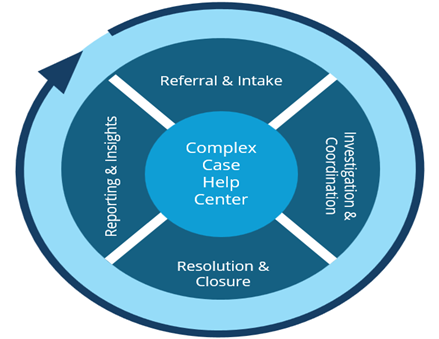 Referral & Intake
Complex
Case
Help
Center
Investigation &
Coordination
Resolution &
Closure
Reporting & Insights